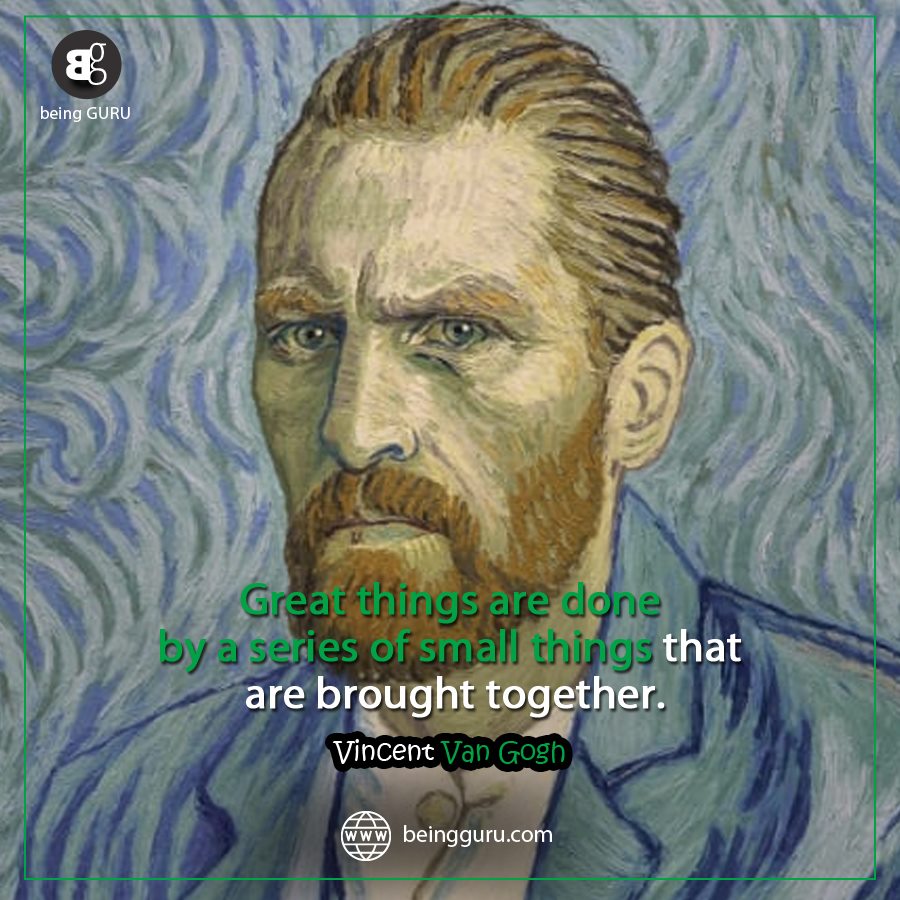 Bg
being GURU
Great things are done
by a series of small things that
are brought together.
Vincent Van Gogh
www
beingguru.com